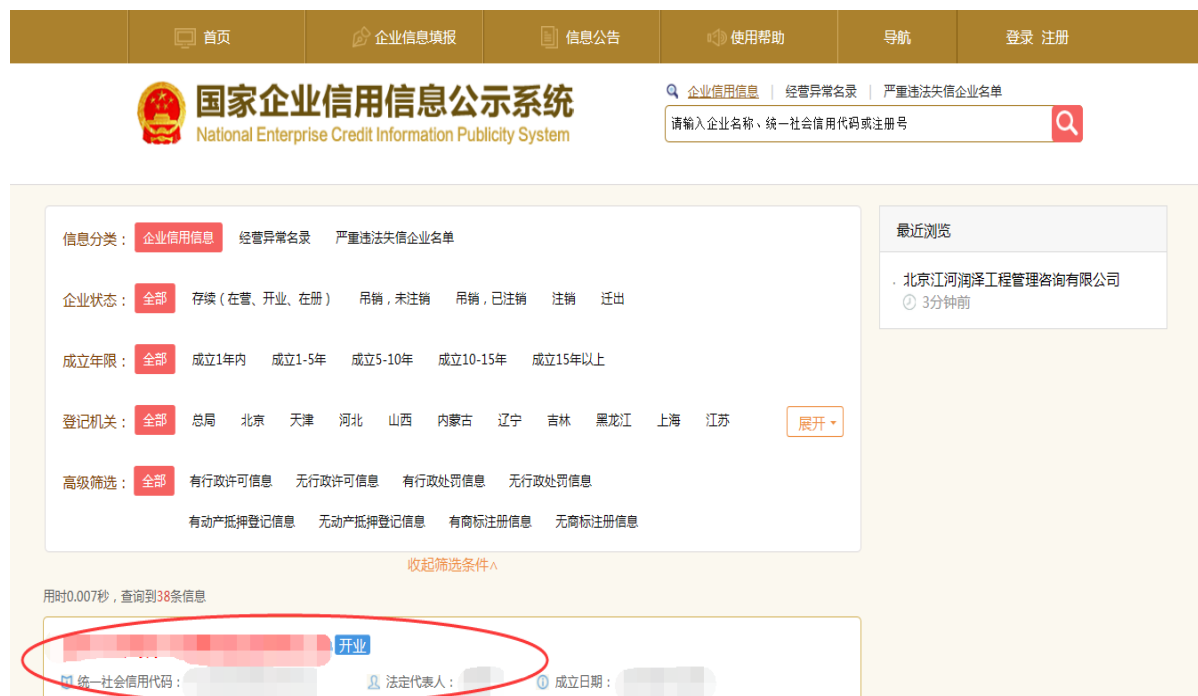 首页 企业信息填报 信息公告 使用帮助 导航 登录 注册
国家企业信用信息公示系统
National Enterprise Credit Information Publicity System
企业信用信息 | 经营异常名录 | 严重违法失信企业名单
请输入企业名称、统一社会信用代码或注册号
信息分类： 企业信用信息 经营异常名录 严重违法失信企业名单
企业状态： 全部 存续（在营、开业、在册） 吊销，未注销 吊销，已注销 注销 迁出
成立年限： 全部 成立1年内 成立1-5年 成立5-10年 成立10-15年 成立15年以上
登记机关： 全部 总局 北京 天津 河北 山西 内蒙古 辽宁 吉林 黑龙江 上海 江苏 展开
高级筛选： 全部 有行政许可信息 无行政许可信息 有行政处罚信息 无行政处罚信息
有动产抵押登记信息 无动产抵押登记信息 有商标注册信息 无商标注册信息
收起筛选条件∧
最近浏览
. 北京江河润泽工程管理咨询有限公司
3分钟前
用时0.007秒，查询到38条信息
开业
统一社会信用代码： 法定代表人： 成立日期：